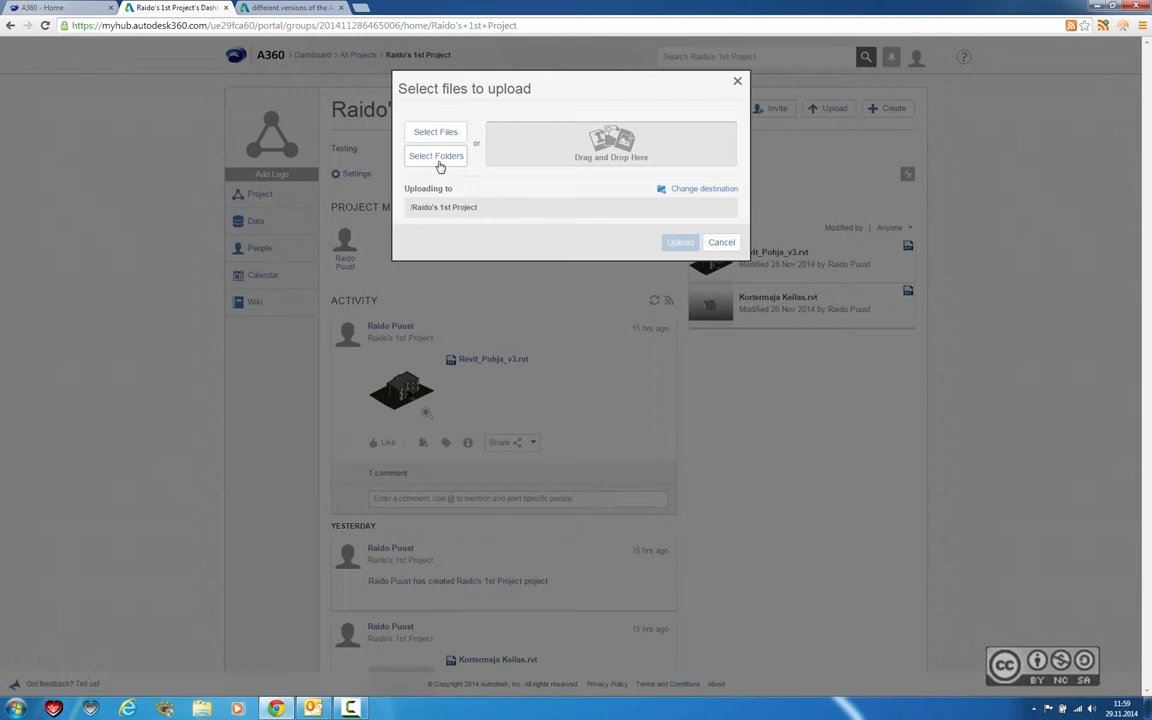 A360 - Home
Raido's 1st Project's Dash
different versions of the A
https://myhub.autodesk360.com/ue29fca60/portal/groups/201411286465006/home/Raido's+1st+Project
A360 Dashboard All Projects Raido's 1st Project
Search Raido's 1st Project
Select files to upload
Select Files
or
Select Folders
Drag and Drop Here
Uploading to
Change destination
/Raido's 1st Project
Upload Cancel
Raido'
Invite Upload Create
Testing
Add Logo
Settings
Project
Data
People
Calendar
Wiki
PROJECT M
Raido
Puust
Modified by Anyone
Revit_Pohja_v3.rvt
Modified 28 Nov 2014 by Raido Puust
Kortermaja Keilas.rvt
Modified 28 Nov 2014 by Raido Puust
ACTIVITY
Raido Puust
15 hrs ago
Raido's 1st Project
Revit_Pohja_v3.rvt
Like
Share
1 comment
Enter a comment. Use @ to mention and alert specific people.
YESTERDAY
Raido Puust
15 hrs ago
Raido's 1st Project
Raido Puust has created Raido's 1st Project project
Raido Puust
15 hrs ago
Raido's 1st Project
Kortermaja Keilas.rvt
Got feedback? Tell us!
© Copyright 2014 Autodesk, Inc. All rights reserved. Privacy Policy Terms and Conditions About
CC
BY NC SA
11:59
29.11.2014